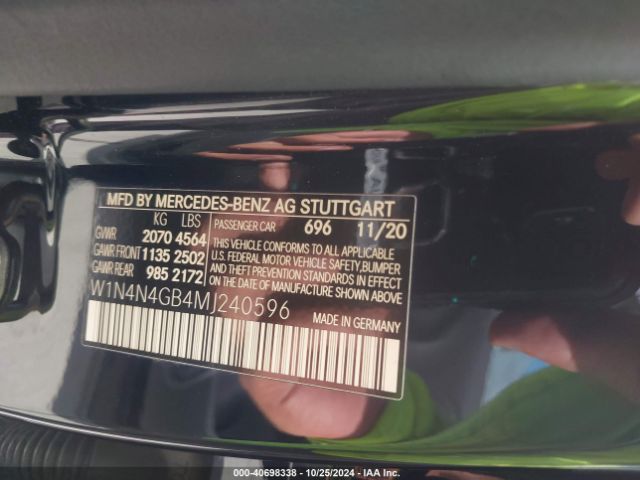 MFD BY MERCEDES-BENZ AG STUTTGART
KG LBS
PASSENGER CAR 696 11/20
GVWR 2070 4564
GAWR FRONT 1135 2502
GAWR REAR 985 2172
THIS VEHICLE CONFORMS TO ALL APPLICABLE
U.S. FEDERAL MOTOR VEHICLE SAFETY, BUMPER
AND THEFT PREVENTION STANDARDS IN EFFECT
ON THE DATE OF MANUFACTURE SHOWN ABOVE.
W1N4N4GB4MJ240596
MADE IN GERMANY
000-40698338 - 10/25/2024 - IAA Inc.